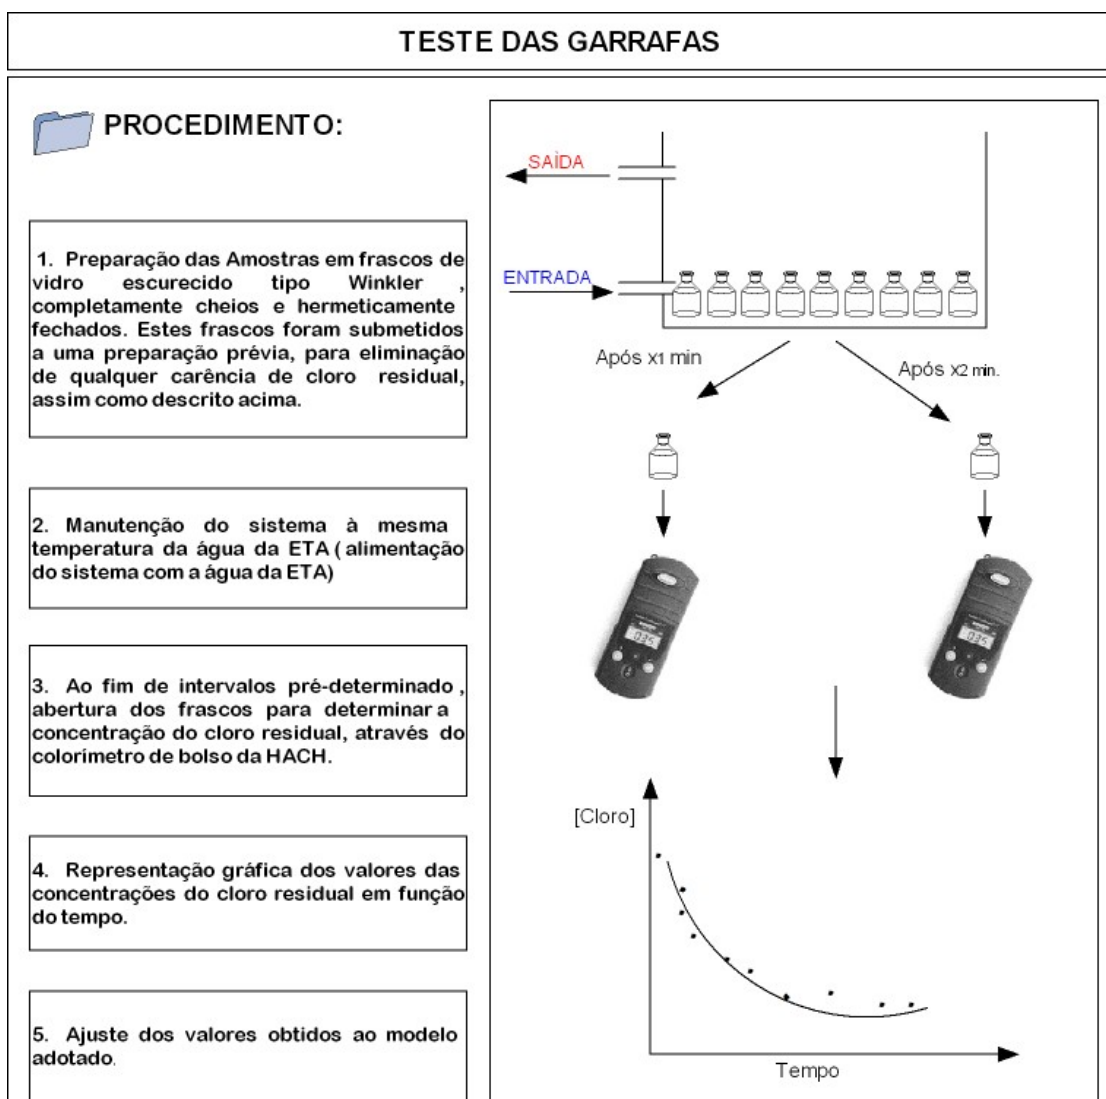 TESTE DAS GARRAFAS
PROCEDIMENTO:
1. Preparação das Amostras em frascos de
vidro escurecido tipo Winkler ,
completamente cheios e hermeticamente
fechados. Estes frascos foram submetidos
a uma preparação prévia, para eliminação
de qualquer carência de cloro residual,
assim como descrito acima.
2. Manutenção do sistema à mesma
temperatura da água da ETA ( alimentação
do sistema com a água da ETA)
3. Ao fim de intervalos pré-determinado ,
abertura dos frascos para determinar a
concentração do cloro residual, através do
colorímetro de bolso da HACH.
4. Representação gráfica dos valores das
concentrações do cloro residual em função
do tempo.
5. Ajuste dos valores obtidos ao modelo
adotado.
SAÌDA
ENTRADA
Após x1 min
Após x2 min.
035
035
[Cloro]
Tempo